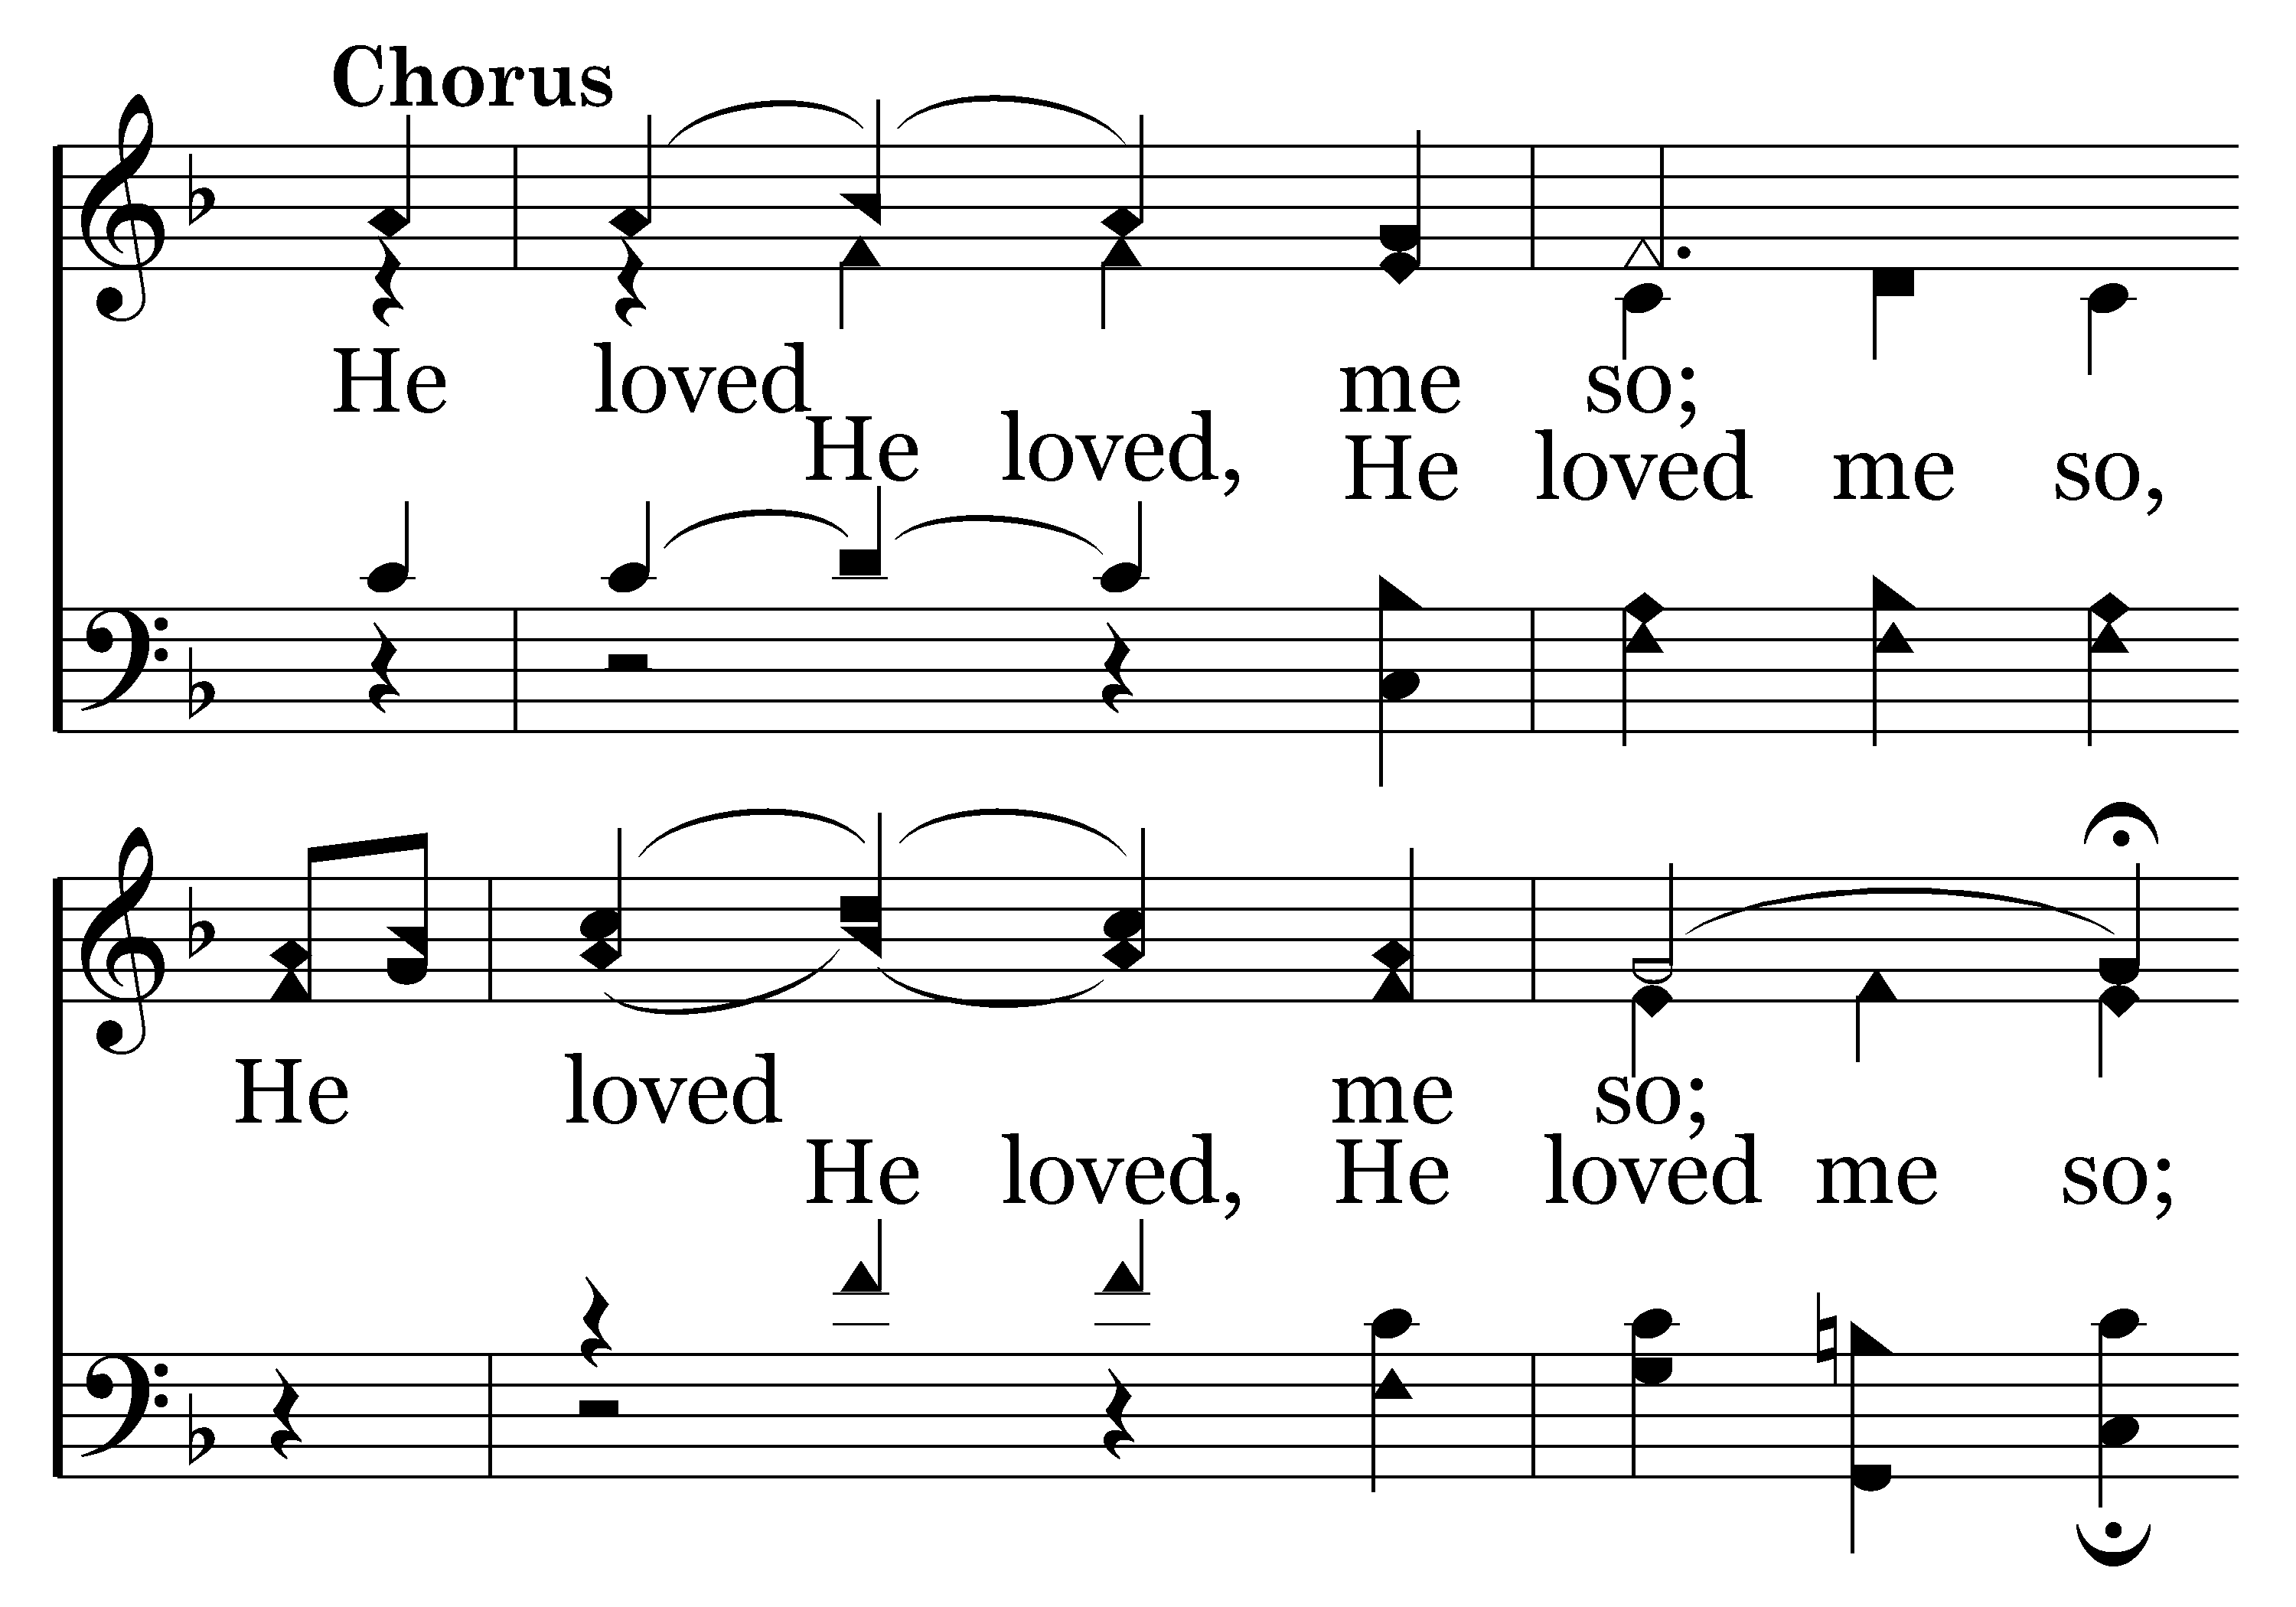 Chorus
He loved me so;
He loved, He loved me so,
He loved me so;
He loved, He loved me so;